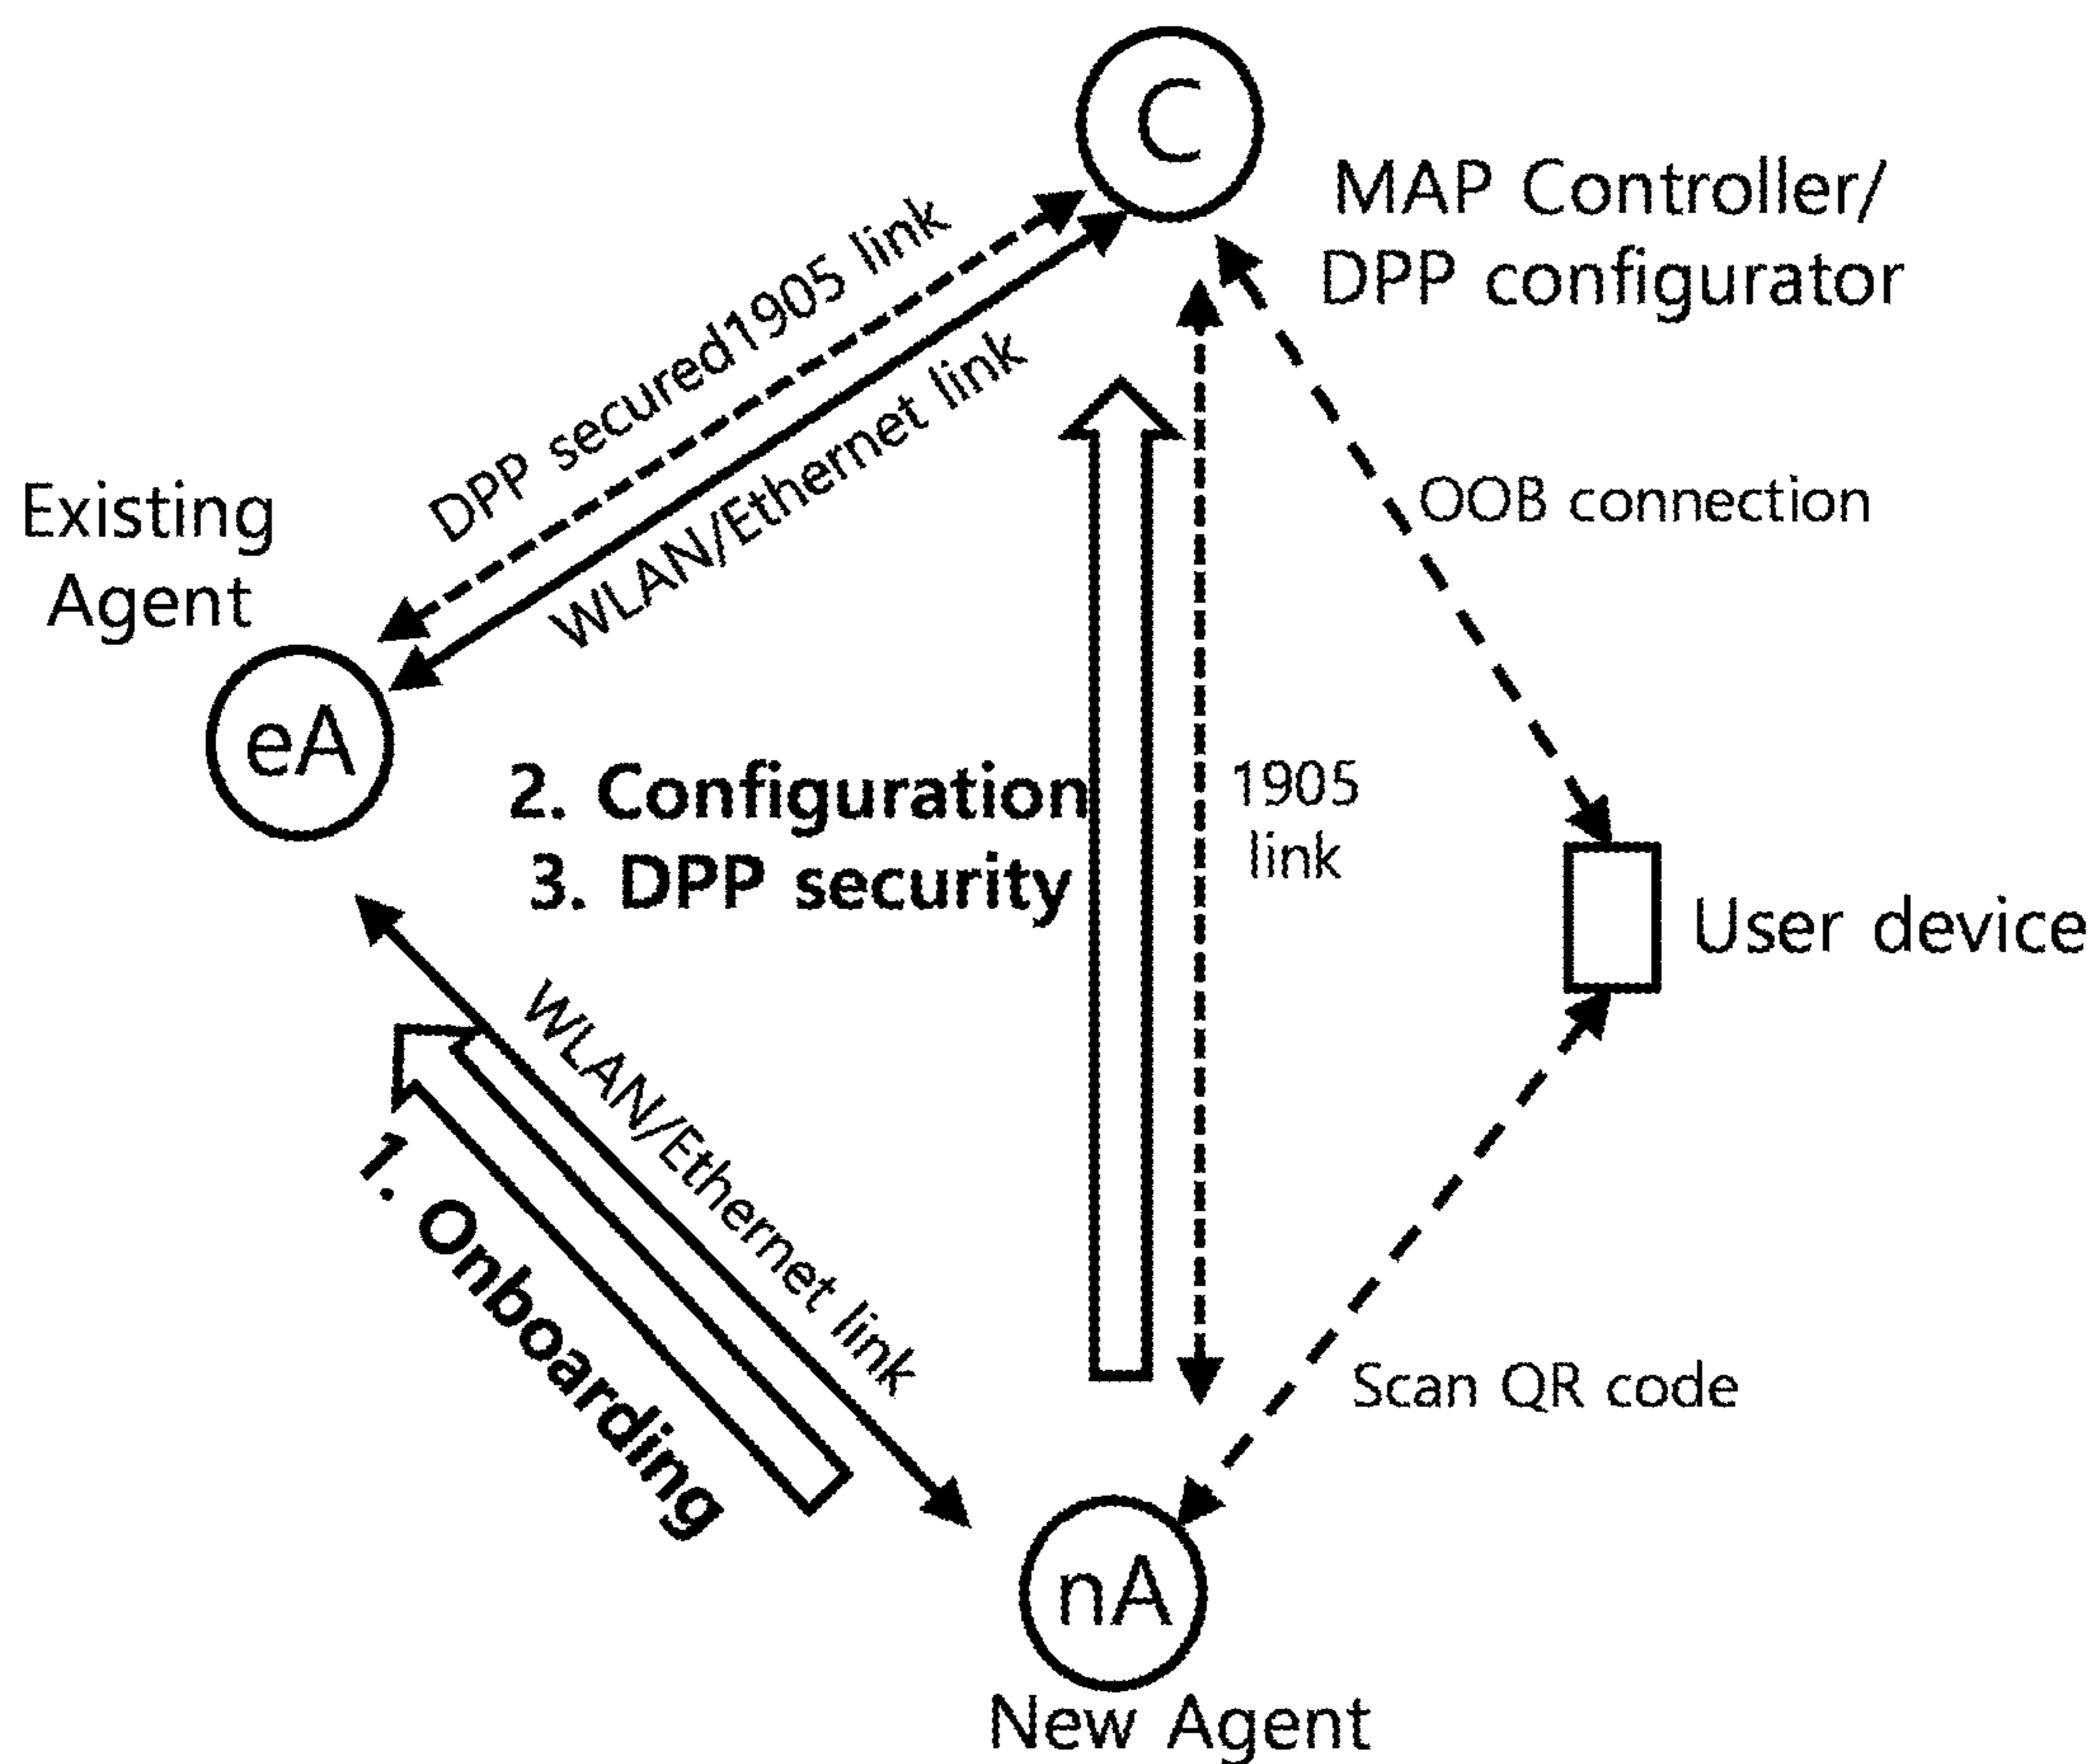 C
MAP Controller/
DPP configurator
DPP secured1905 link
WLAN/Ethernet link
OOB connection
Existing
Agent
eA
2. Configuration
3. DPP security
1905
link
User device
WLAN/Ethernet link
1. Onboarding
Scan QR code
nA
New Agent